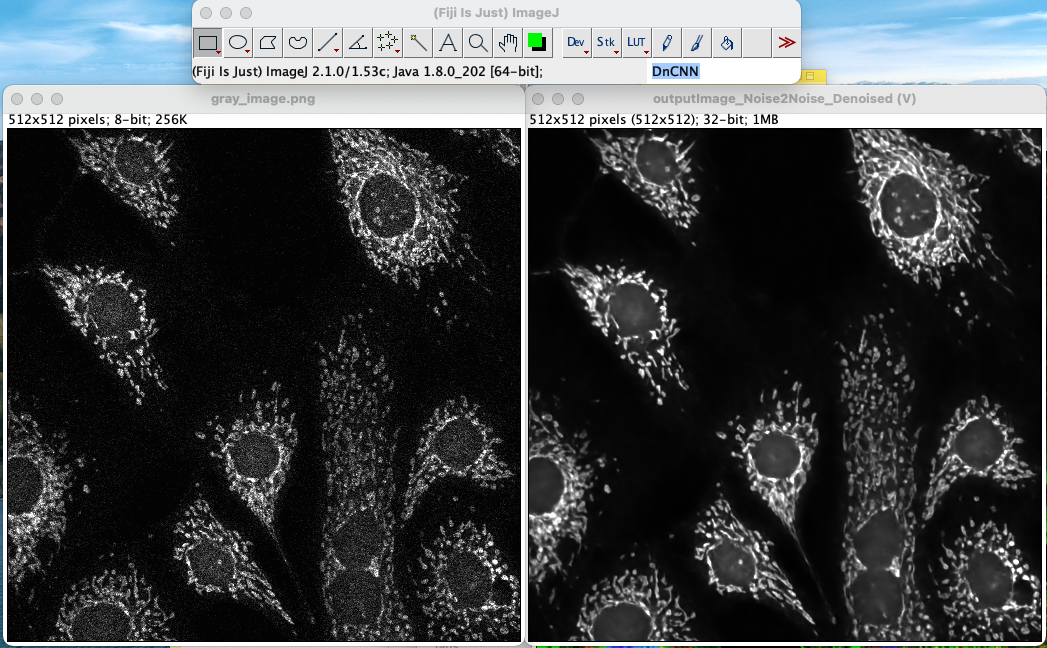 (Fiji Is Just) ImageJ
Dev Stk LUT
(Fiji Is Just) ImageJ 2.1.0/1.53c; Java 1.8.0_202 [64-bit]; DnCNN
gray_image.png
512x512 pixels; 8-bit; 256K
outputImage_Noise2Noise_Denoised (V)
512x512 pixels (512x512); 32-bit; 1MB